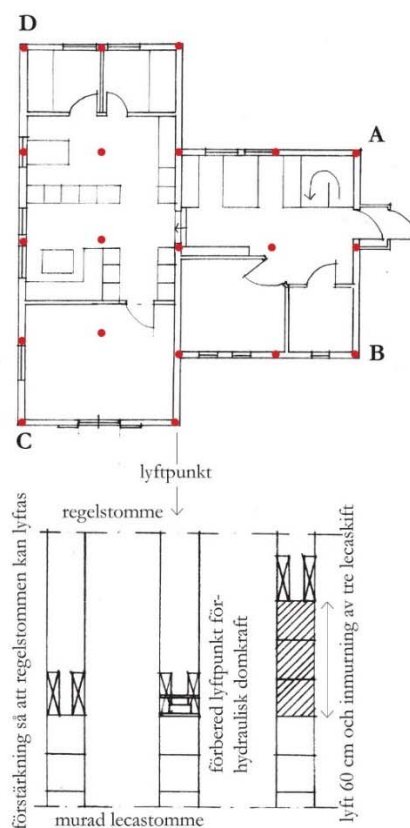 D
A
B
C
lyftpunkt
regelstomme
förstärkning så att regelstommen kan lyftas
förbered lyftpunkt för-
hydraulisk domkraft
lyft 60 cm och inmurning av tre lecaskift
murad lecastomme